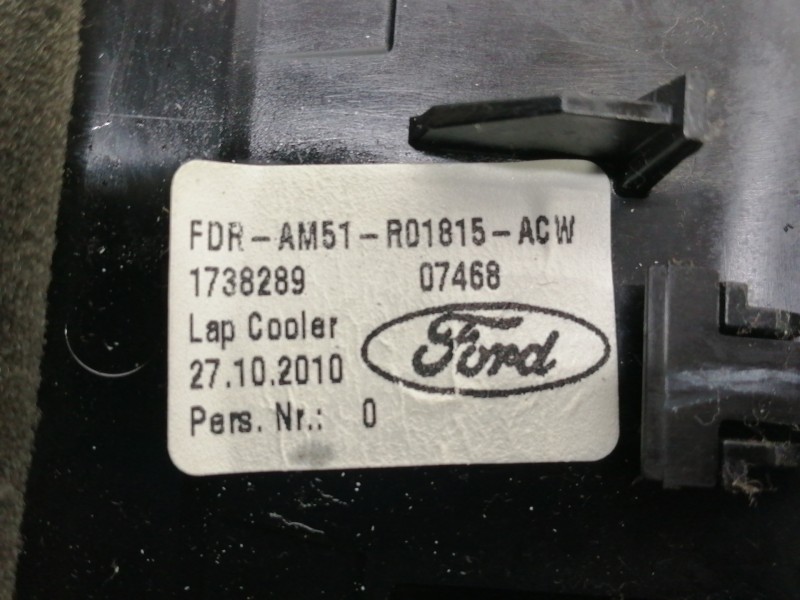 FDR-AM51-R01815-ACW
1738289 07468
Lap Cooler
27.10.2010
Pers. Nr.: 0
Ford